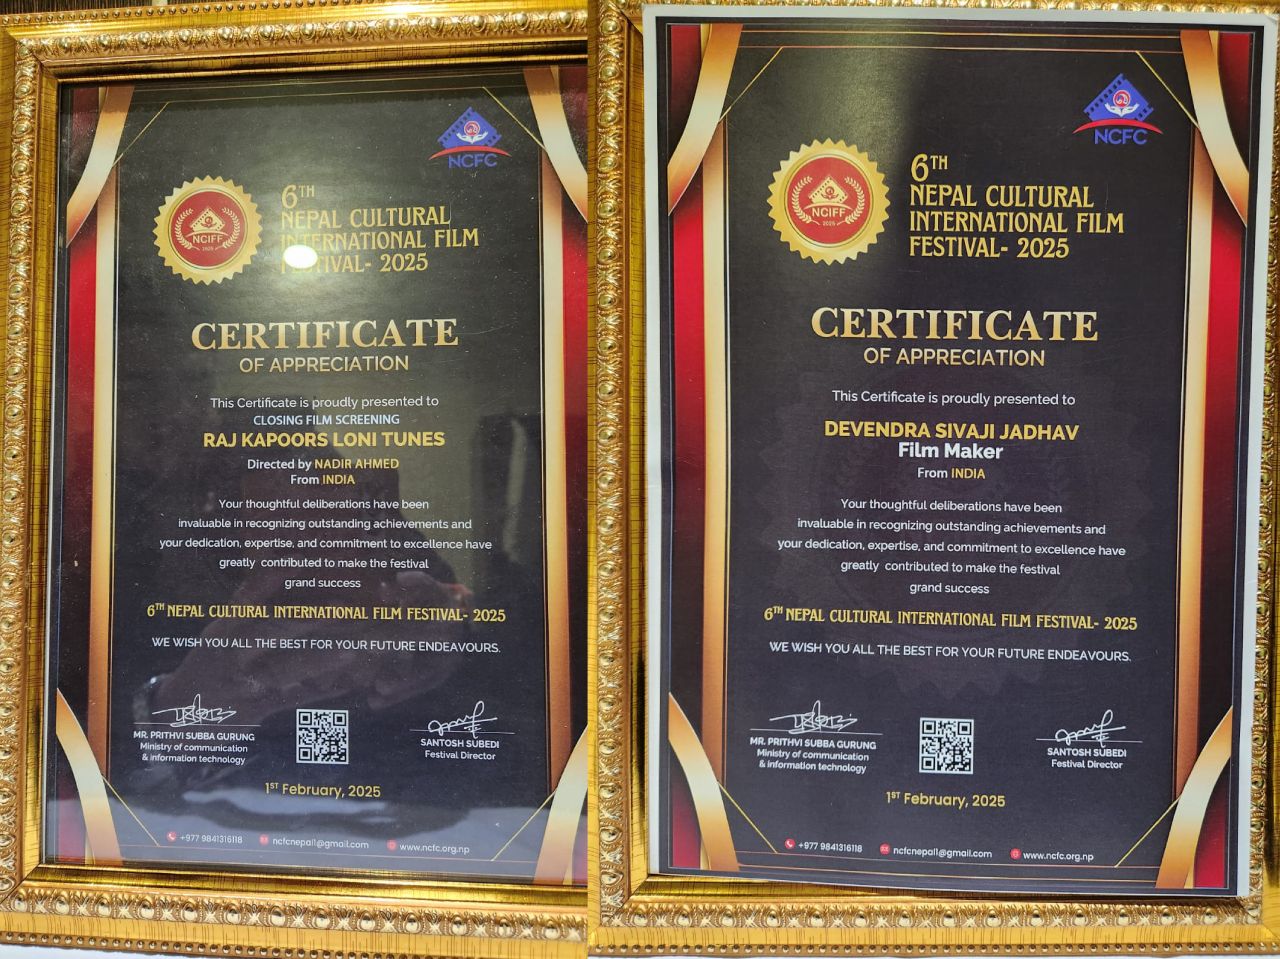 NCFC
NCIFF
2025
6TH
NEPAL CULTURAL
INTERNATIONAL FILM
FESTIVAL- 2025
CERTIFICATE
OF APPRECIATION
This Certificate is proudly presented to
CLOSING FILM SCREENING
RAJ KAPOORS LONI TUNES
Directed by NADIR AHMED
From INDIA
Your thoughtful deliberations have been
invaluable in recognizing outstanding achievements and
your dedication, expertise, and commitment to excellence have
greatly contributed to make the festival
grand success
6TH NEPAL CULTURAL INTERNATIONAL FILM FESTIVAL- 2025
WE WISH YOU ALL THE BEST FOR YOUR FUTURE ENDEAVOURS.
MR. PRITHVI SUBBA GURUNG
Ministry of communication
& information technology
SANTOSH SUBEDI
Festival Director
1ST February, 2025
+977 9841316118 ncfcnepal1@gmail.com www.ncfc.org.np
NCFC
NCIFF
2025
6TH
NEPAL CULTURAL
INTERNATIONAL FILM
FESTIVAL- 2025
CERTIFICATE
OF APPRECIATION
This Certificate is proudly presented to
DEVENDRA SIVAJI JADHAV
Film Maker
From INDIA
Your thoughtful deliberations have been
invaluable in recognizing outstanding achievements and
your dedication, expertise, and commitment to excellence have
greatly contributed to make the festival
grand success
6TH NEPAL CULTURAL INTERNATIONAL FILM FESTIVAL- 2025
WE WISH YOU ALL THE BEST FOR YOUR FUTURE ENDEAVOURS.
MR. PRITHVI SUBBA GURUNG
Ministry of communication
& information technology
SANTOSH SUBEDI
Festival Director
1ST February, 2025
+977 9841316118 ncfcnepal1@gmail.com www.ncfc.org.np